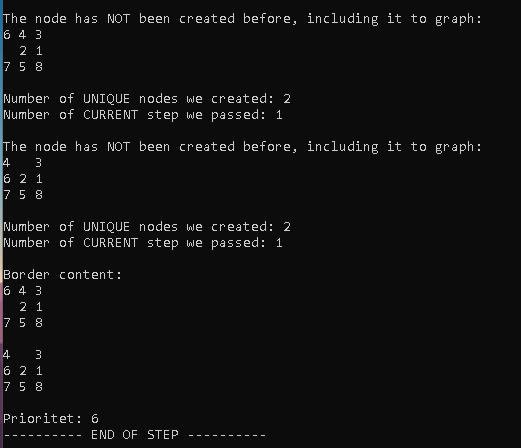 The node has NOT been created before, including it to graph:
6 4 3
  2 1
7 5 8
Number of UNIQUE nodes we created: 2
Number of CURRENT step we passed: 1
The node has NOT been created before, including it to graph:
4   3
6 2 1
7 5 8
Number of UNIQUE nodes we created: 2
Number of CURRENT step we passed: 1
Border content:
6 4 3
  2 1
7 5 8
4   3
6 2 1
7 5 8
Prioritet: 6
---------- END OF STEP ----------